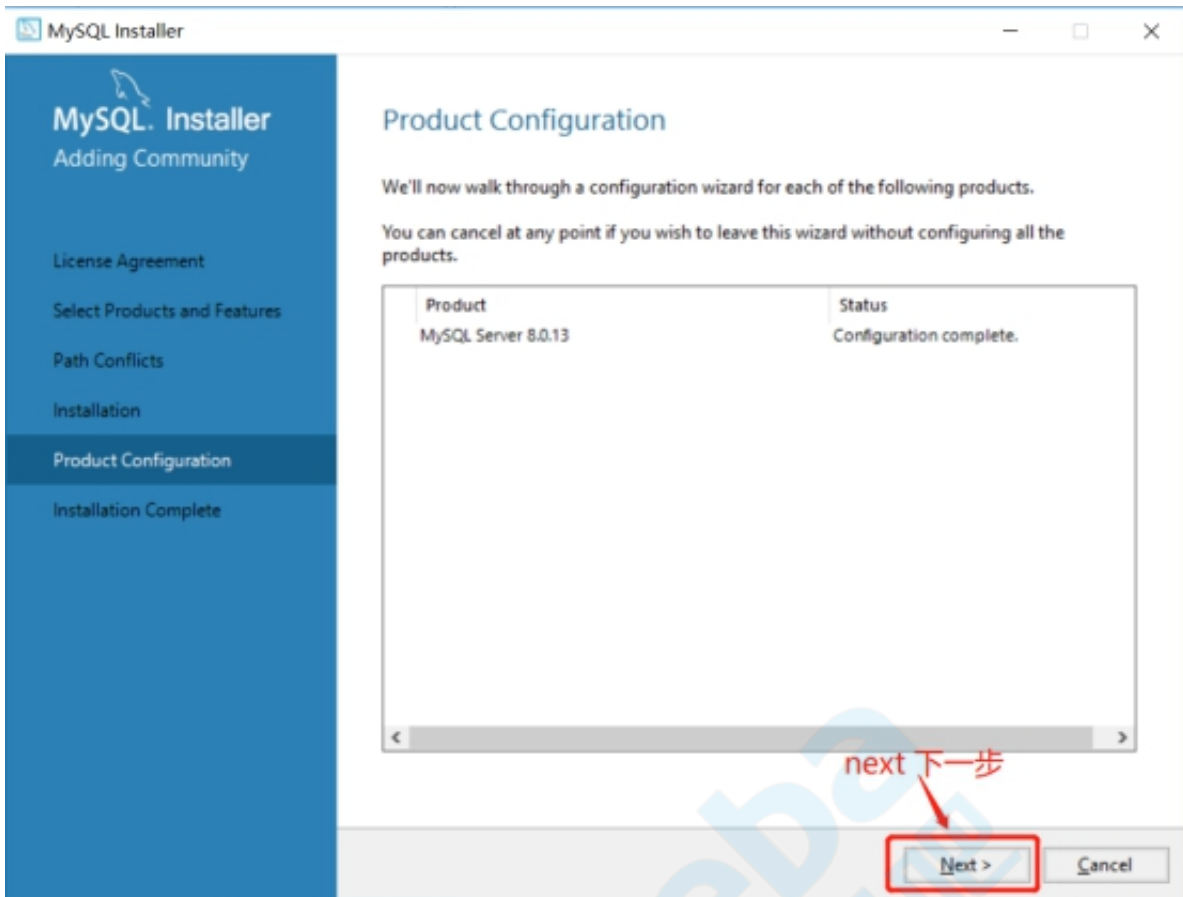 MySQL Installer
MySQL. Installer
Adding Community
License Agreement
Select Products and Features
Path Conflicts
Installation
Product Configuration
Installation Complete
Product Configuration
We'll now walk through a configuration wizard for each of the following products.
You can cancel at any point if you wish to leave this wizard without configuring all the
products.
Product Status
MySQL Server 8.0.13 Configuration complete.
next 下一步
Next >
Cancel